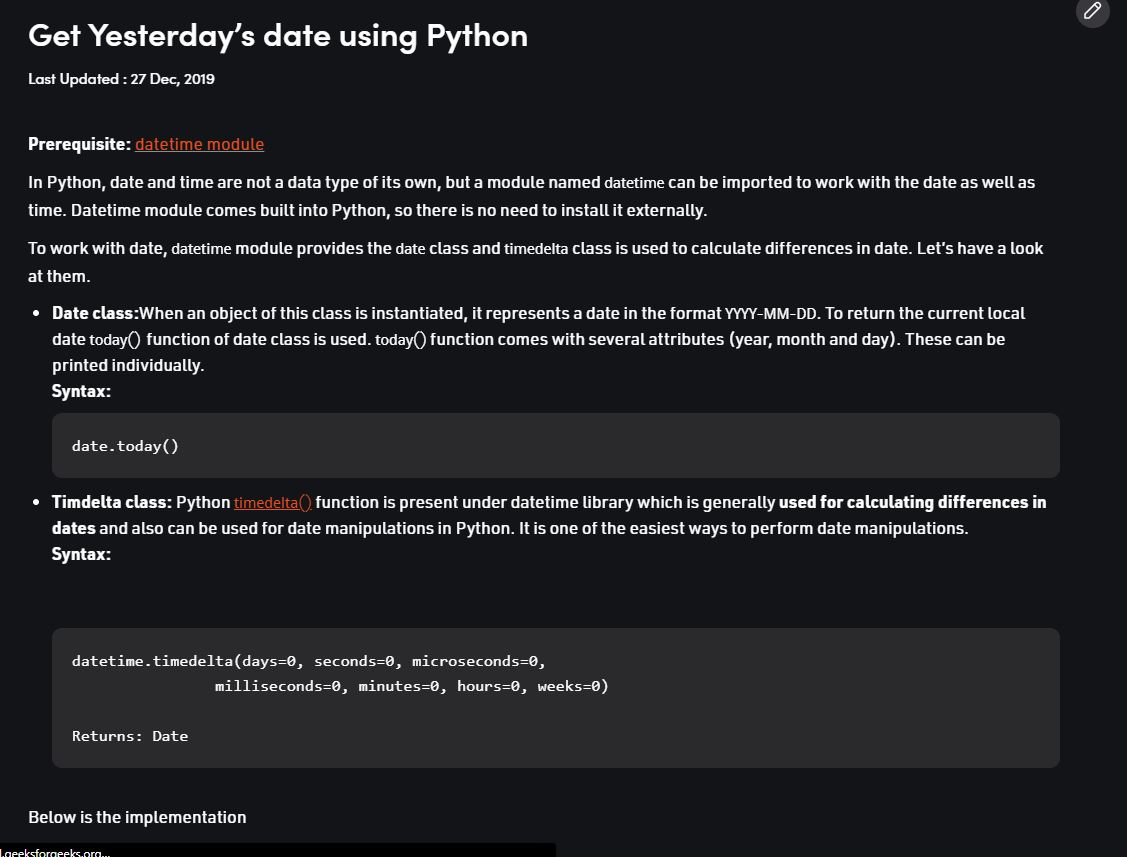 Get Yesterday’s date using Python
Last Updated : 27 Dec, 2019
Prerequisite: datetime module
In Python, date and time are not a data type of its own, but a module named datetime can be imported to work with the date as well as
time. Datetime module comes built into Python, so there is no need to install it externally.
To work with date, datetime module provides the date class and timedelta class is used to calculate differences in date. Let’s have a look
at them.
• Date class:When an object of this class is instantiated, it represents a date in the format YYYY-MM-DD. To return the current local
date today() function of date class is used. today() function comes with several attributes (year, month and day). These can be
printed individually.
Syntax:
date.today()
• Timdelta class: Python timedelta() function is present under datetime library which is generally used for calculating differences in
dates and also can be used for date manipulations in Python. It is one of the easiest ways to perform date manipulations.
Syntax:
datetime.timedelta(days=0, seconds=0, microseconds=0,
milliseconds=0, minutes=0, hours=0, weeks=0)
Returns: Date
Below is the implementation
l.geeksforgeeks.org...